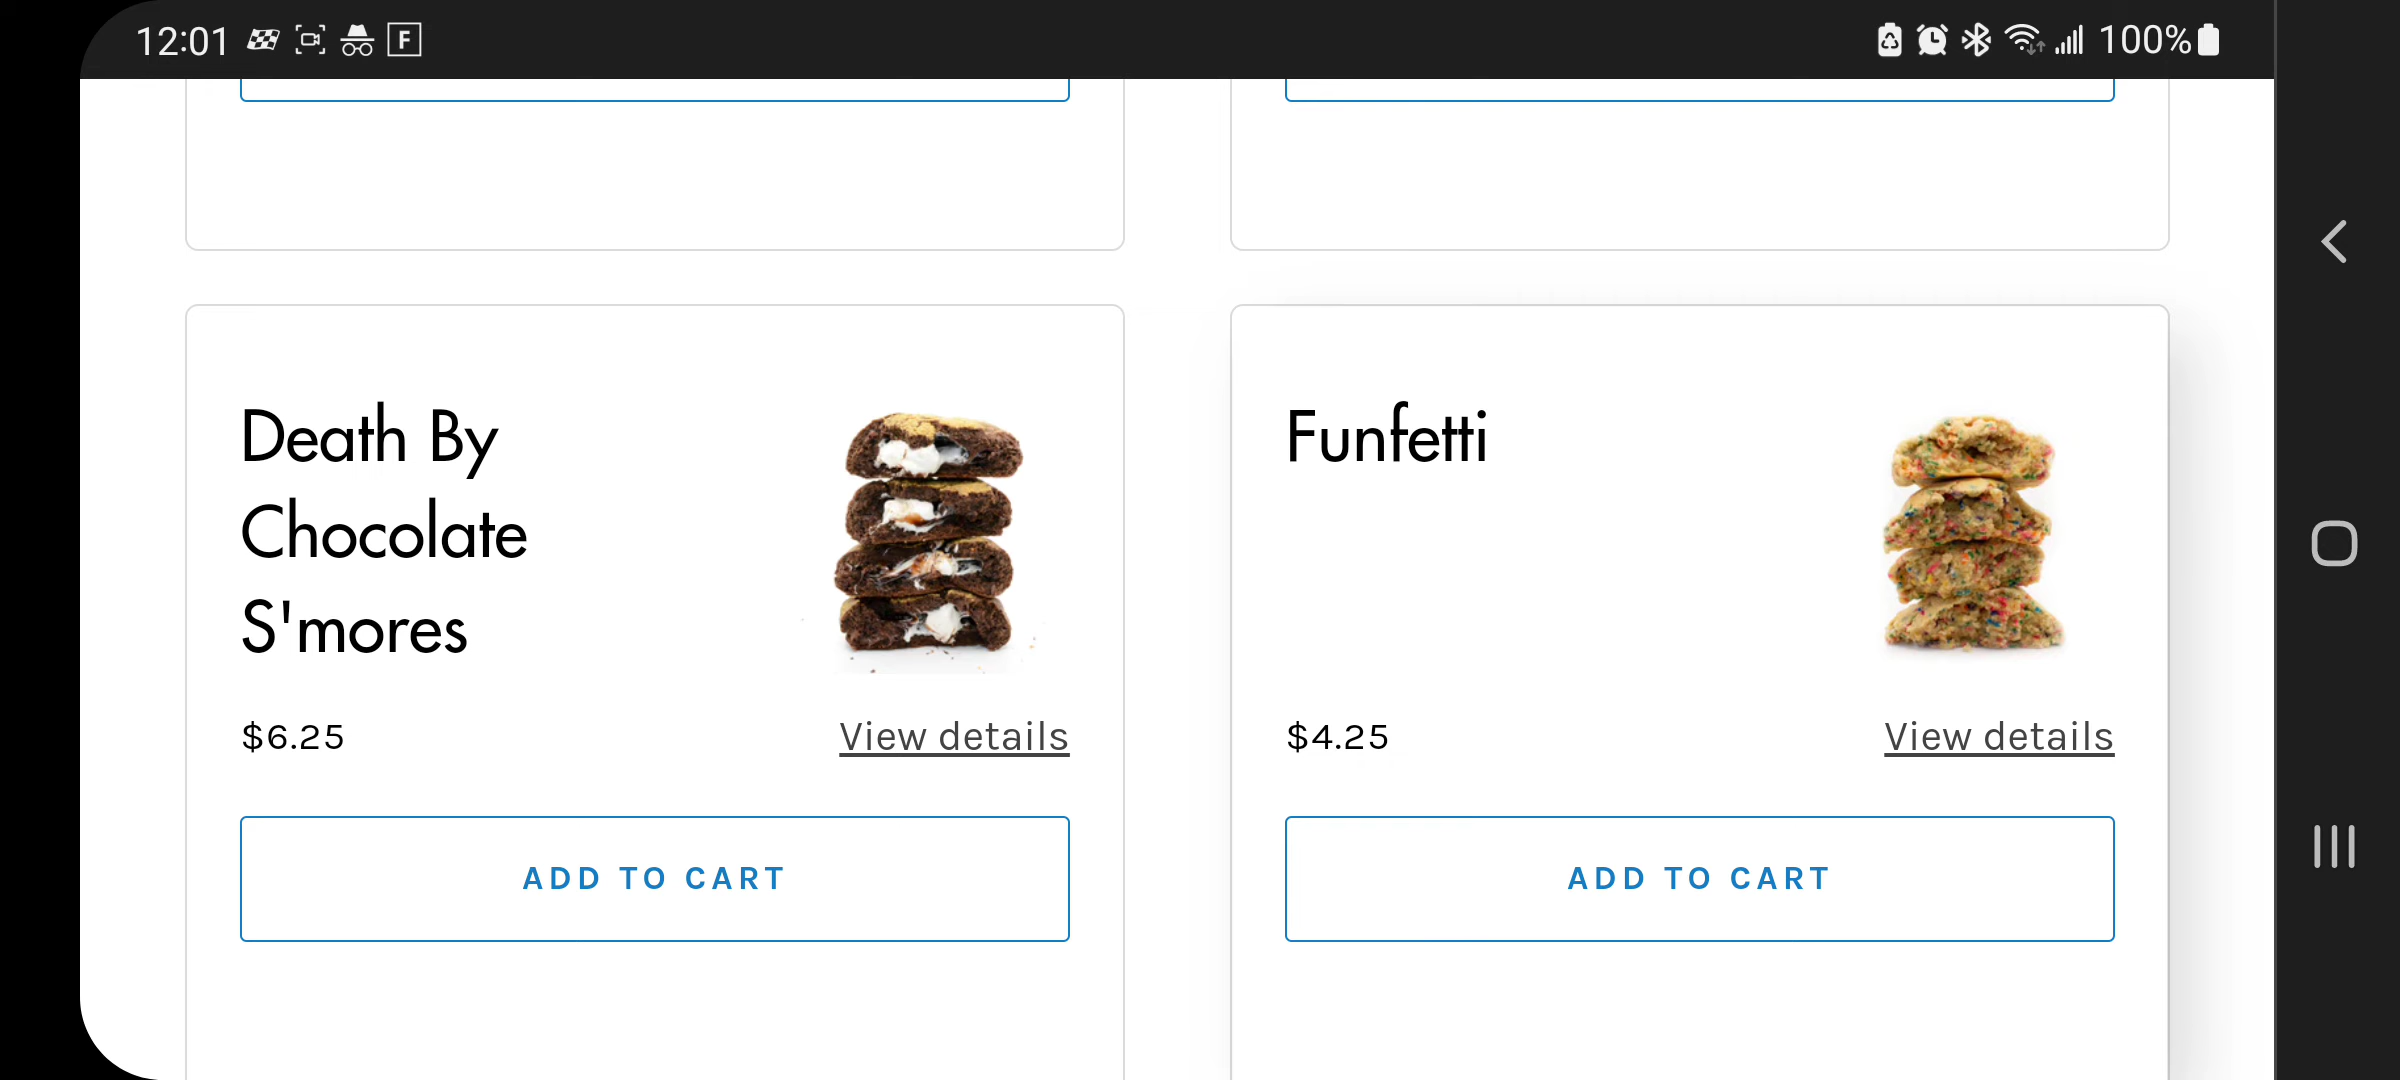 12:01 F 100%
Death By
Chocolate
S'mores
$6.25 View details
ADD TO CART
Funfetti
$4.25 View details
ADD TO CART